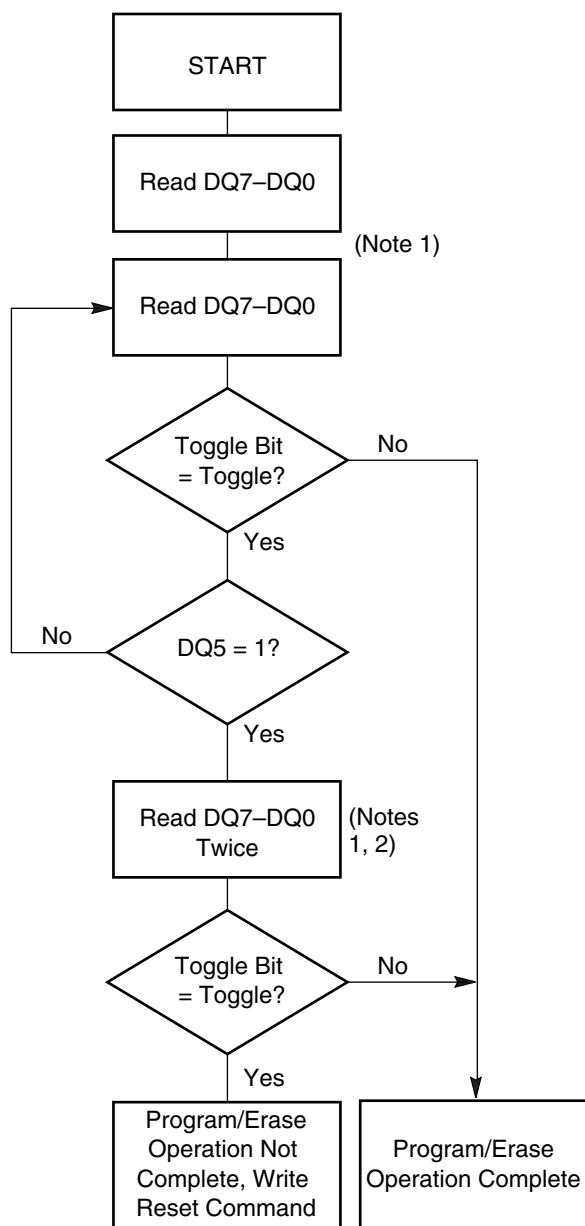 START
Read DQ7–DQ0
(Note 1)
Read DQ7–DQ0
Toggle Bit
= Toggle?
No
Yes
No
DQ5 = 1?
Yes
Read DQ7–DQ0
Twice
(Notes
1, 2)
Toggle Bit
= Toggle?
No
Yes
Program/Erase
Operation Not
Complete, Write
Reset Command
Program/Erase
Operation Complete